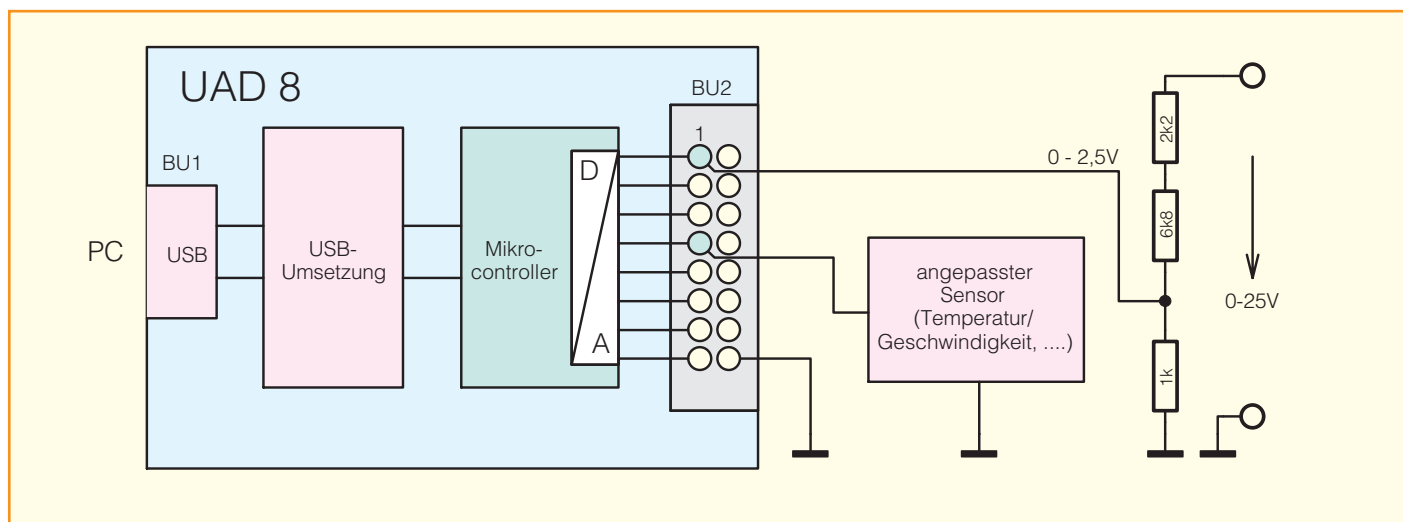 UAD 8
BU2
BU1
1
D
A
PC
USB
USB-
Umsetzung
Mikro-
controller
0 - 2,5V
angepasster
Sensor
(Temperatur/
Geschwindigkeit, ....)
2k2
6k8
1k
0-25V